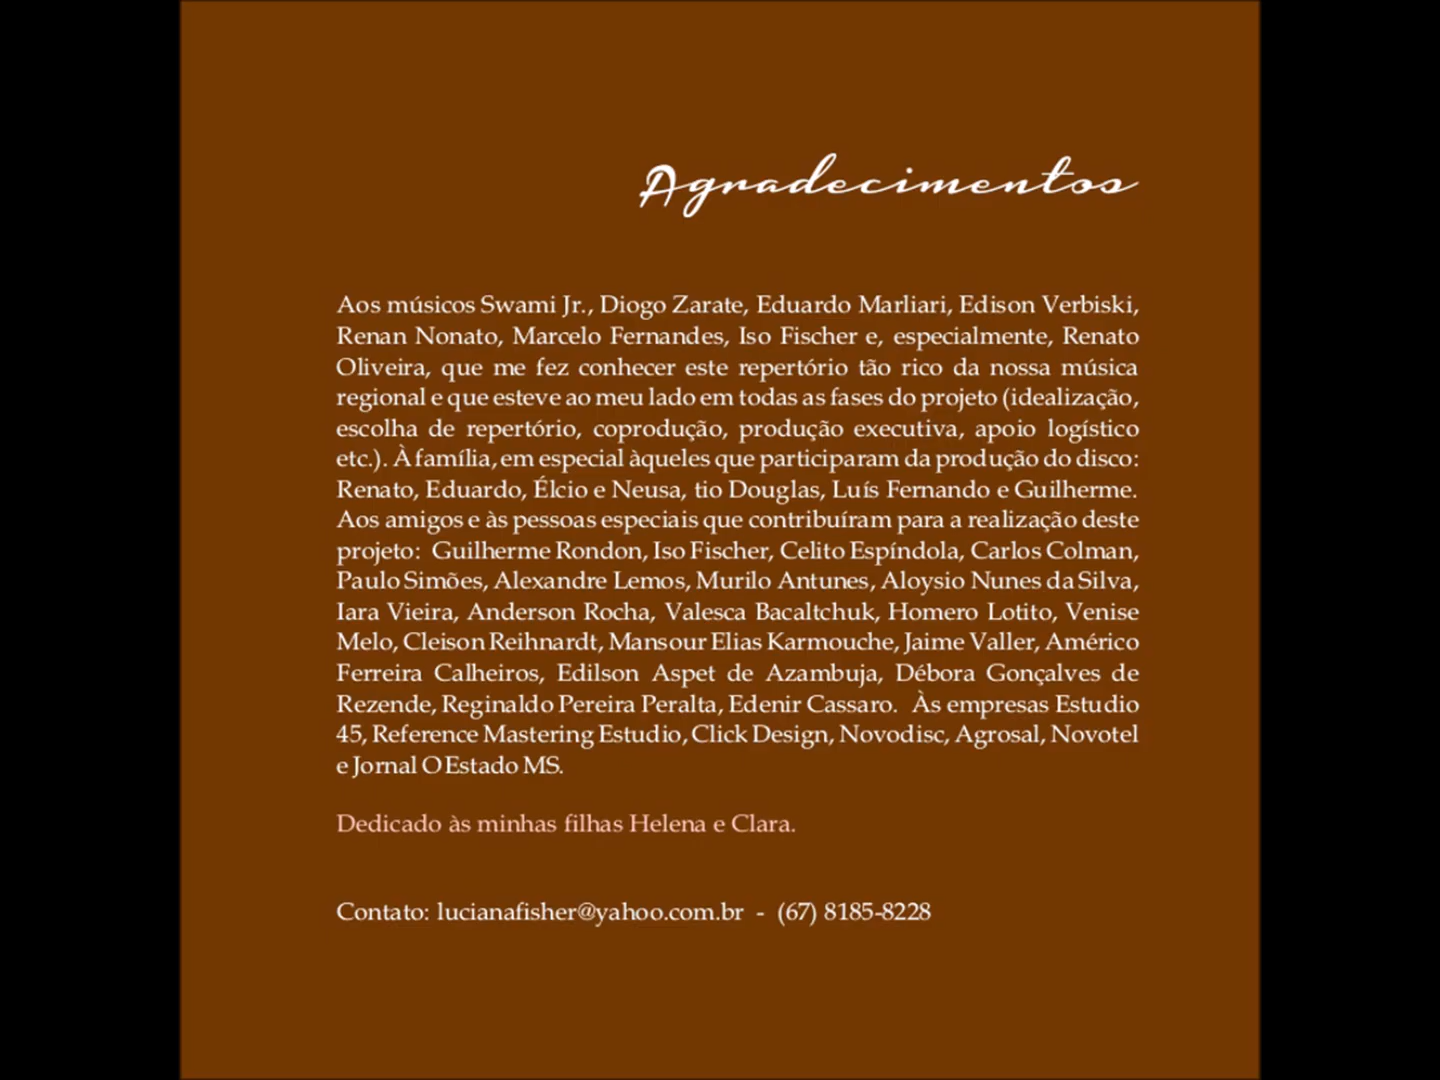 Agradecimentos
Aos músicos Swami Jr., Diogo Zarate, Eduardo Marliari, Edison Verbiski,
Renan Nonato, Marcelo Fernandes, Iso Fischer e, especialmente, Renato
Oliveira, que me fez conhecer este repertório tão rico da nossa música
regional e que esteve ao meu lado em todas as fases do projeto (idealização,
escolha de repertório, coprodução, produção executiva, apoio logístico
etc.). À família, em especial àqueles que participaram da produção do disco:
Renato, Eduardo, Élcio e Neusa, tio Douglas, Luís Fernando e Guilherme.
Aos amigos e às pessoas especiais que contribuíram para a realização deste
projeto: Guilherme Rondon, Iso Fischer, Celito Espíndola, Carlos Colman,
Paulo Simões, Alexandre Lemos, Murilo Antunes, Aloysio Nunes da Silva,
Iara Vieira, Anderson Rocha, Valesca Bacaltchuk, Homero Lotito, Venise
Melo, Cleison Reihnardt, Mansour Elias Karmouche, Jaime Valler, Américo
Ferreira Calheiros, Edilson Aspet de Azambuja, Débora Gonçalves de
Rezende, Reginaldo Pereira Peralta, Edenir Cassaro. Às empresas Estudio
45, Reference Mastering Estudio, Click Design, Novodisc, Agrosal, Novotel
e Jornal O Estado MS.
Dedicado às minhas filhas Helena e Clara.
Contato: lucianafisher@yahoo.com.br - (67) 8185-8228